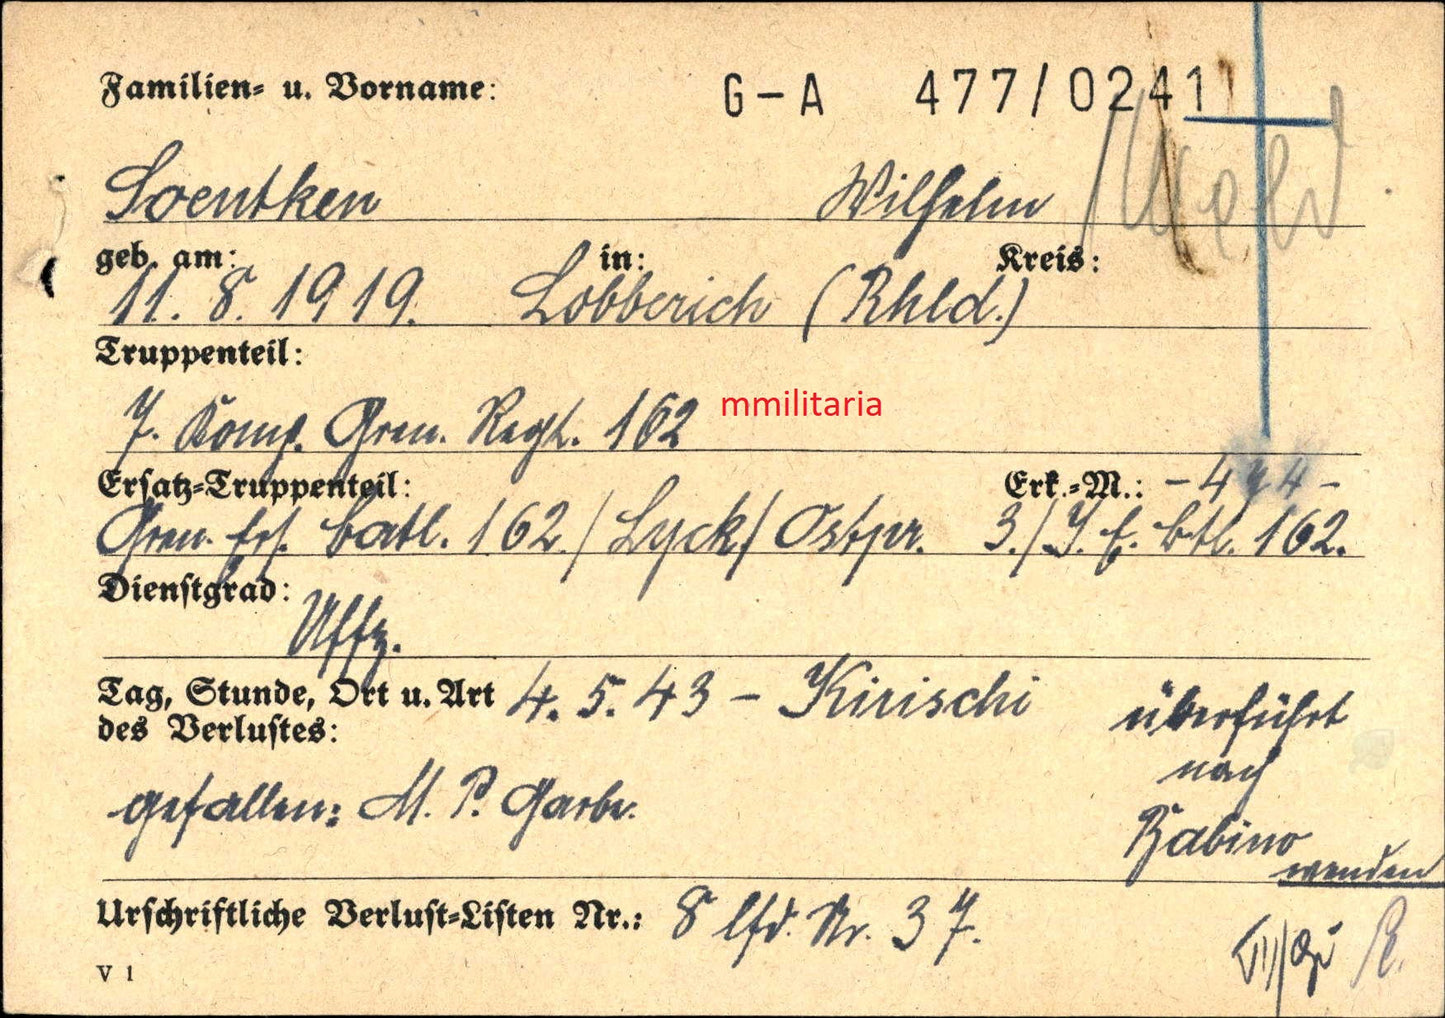 Familien- u. Vorname: G-A 477/0241
Soentken Wilhelm
geb. am: in: Kreis:
11. 8. 1919. Lobberich (Rhld.)
Truppenteil:
7. Komp. Gren. Regt. 162
mmilitaria
Ersatz-Truppenteil: Erk.-M.: -474-
Gren. Ers. Batl. 162./Lyck/Ostpr. 3./J. E. Btl. 162.
Dienstgrad:
Uffz.
Tag, Stunde, Ort u. Art 4. 5. 43 - Kirischi
des Verlustes:
überführt
nach
gefallen: M. P. Garbe.
Babino
wenden
Urschriftliche Verlust-Listen Nr.: 8 lfd. Nr. 37.
V 1